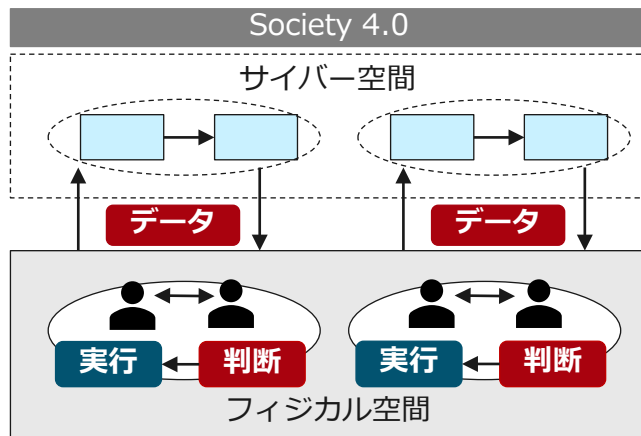 Society 4.0
サイバー空間
データ
データ
実行
判断
実行
判断
フィジカル空間